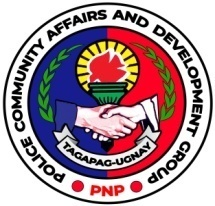 POLICE COMMUNITY AFFAIRS AND DEVELOPMENT GROUP
TAGAPAG-UGNAY
PNP